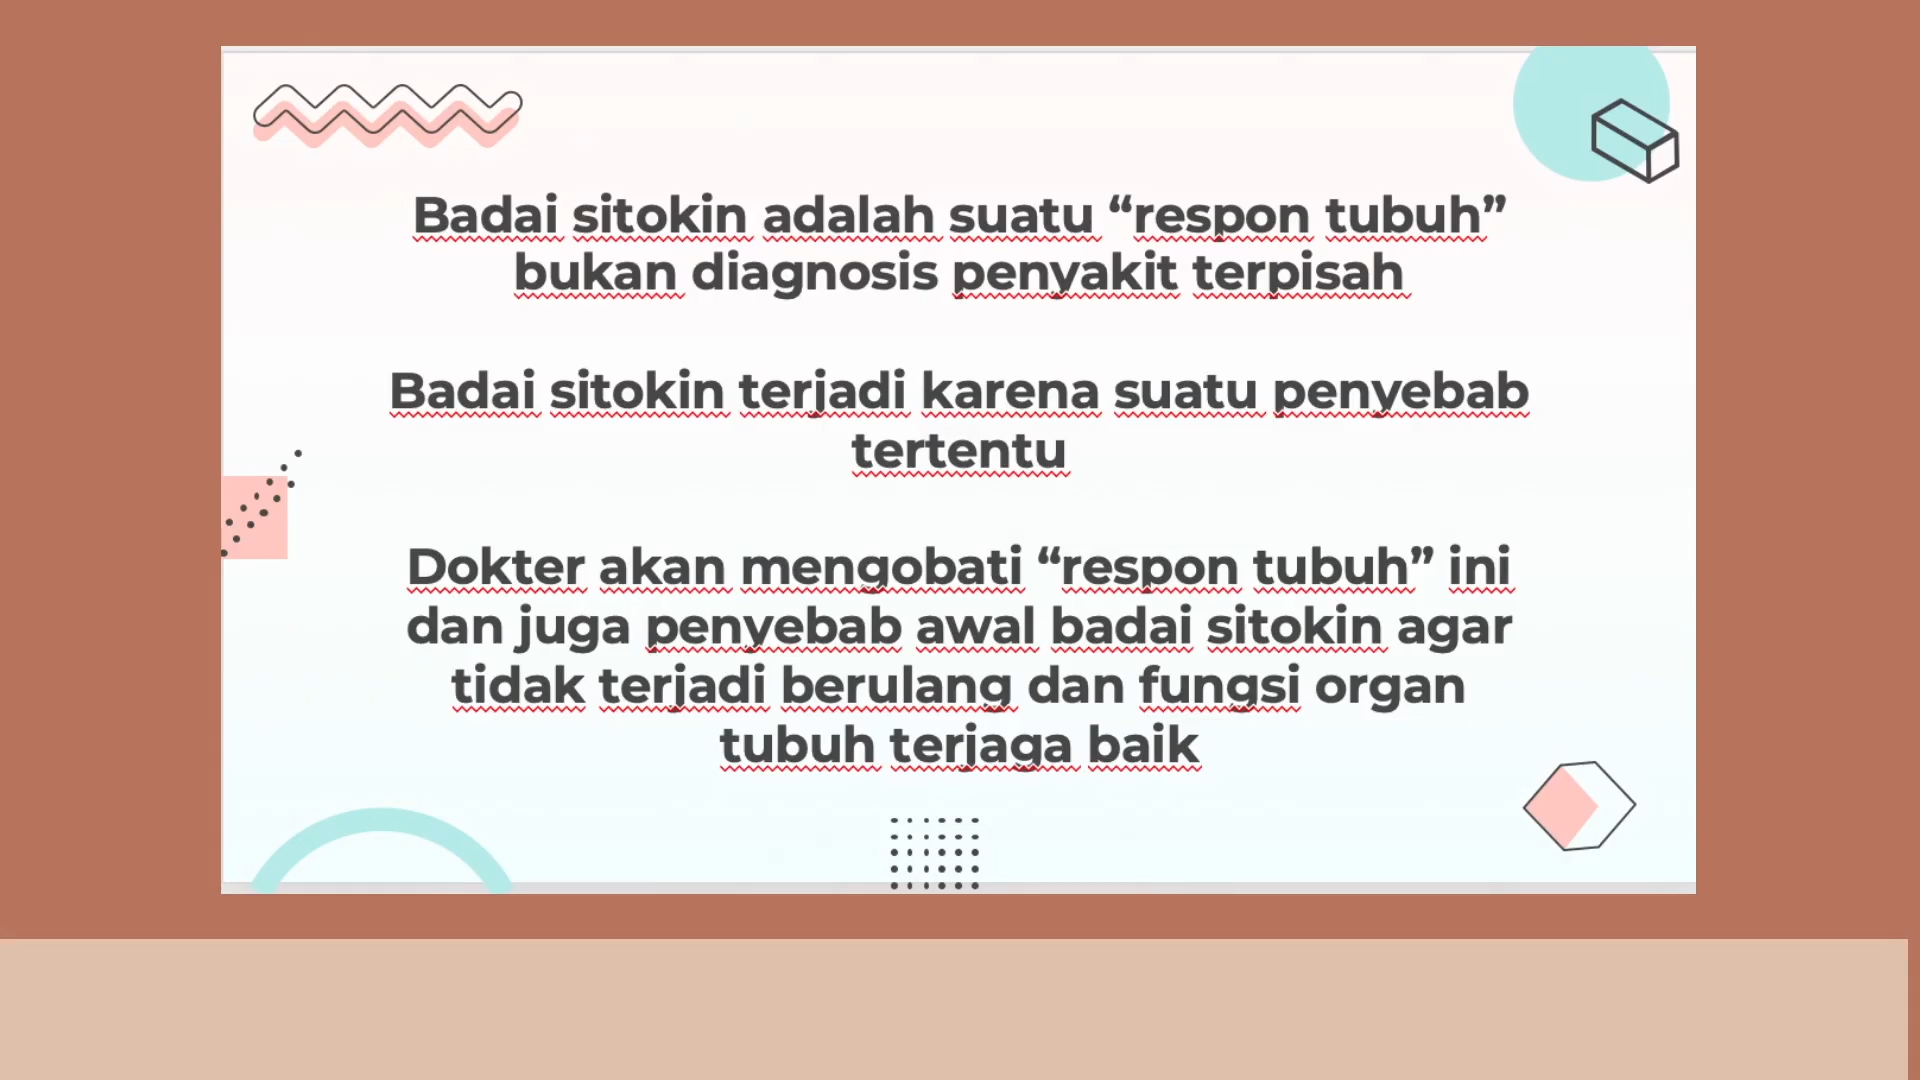 Badai sitokin adalah suatu “respon tubuh”
bukan diagnosis penyakit terpisah
Badai sitokin terjadi karena suatu penyebab
tertentu
Dokter akan mengobati “respon tubuh” ini
dan juga penyebab awal badai sitokin agar
tidak terjadi berulang dan fungsi organ
tubuh terjaga baik